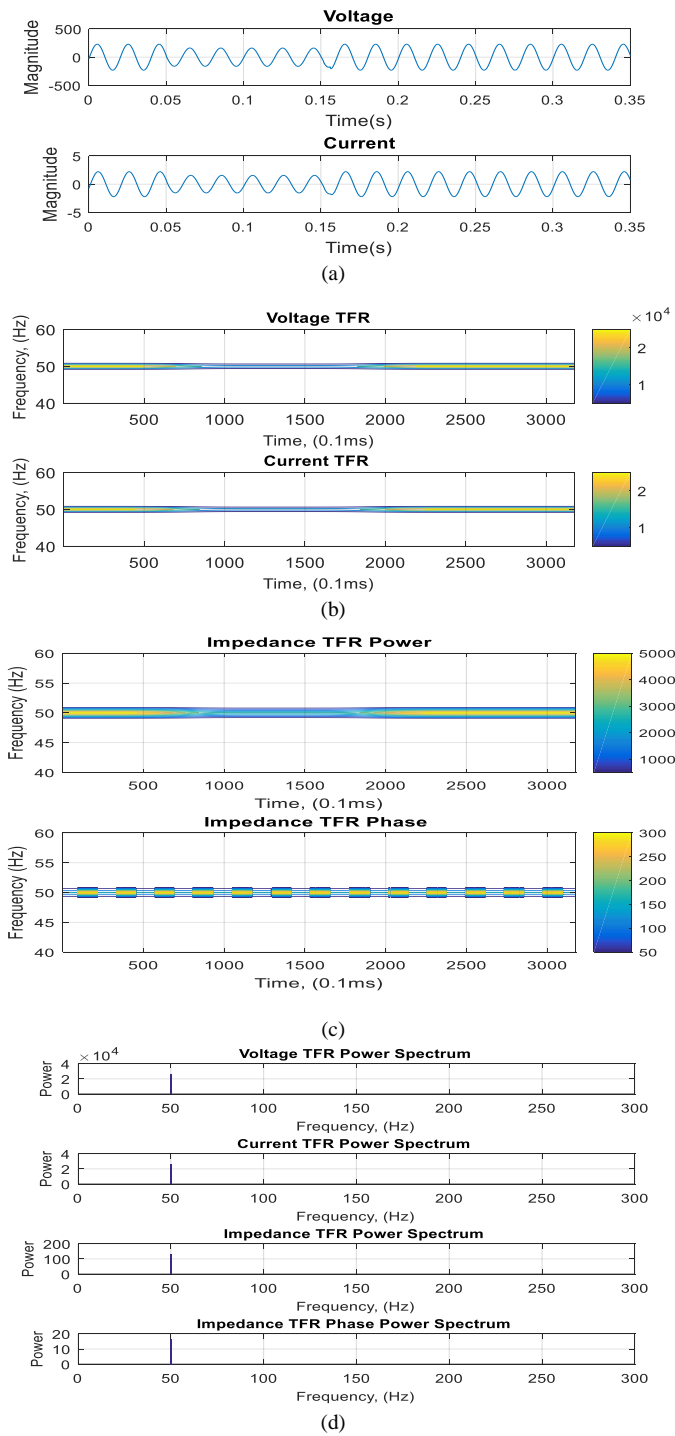 Voltage
Magnitude
500
0
-500
0 0.05 0.1 0.15 0.2 0.25 0.3 0.35
Time(s)
Current
Magnitude
5
0
-5
0 0.05 0.1 0.15 0.2 0.25 0.3 0.35
Time(s)
(a)
Voltage TFR
Frequency, (Hz)
60
50
40
500 1000 1500 2000 2500 3000
Time, (0.1ms)
×10⁴
2
1
Current TFR
Frequency, (Hz)
60
50
40
500 1000 1500 2000 2500 3000
Time, (0.1ms)
2
1
(b)
Impedance TFR Power
Frequency (Hz)
60
55
50
45
40
500 1000 1500 2000 2500 3000
Time, (0.1ms)
5000
4000
3000
2000
1000
Impedance TFR Phase
Frequency (Hz)
60
55
50
45
40
500 1000 1500 2000 2500 3000
Time, (0.1ms)
300
250
200
150
100
50
(c)
Voltage TFR Power Spectrum
×10⁴
Power
4
2
0
0 50 100 150 200 250 300
Frequency, (Hz)
Current TFR Power Spectrum
Power
4
2
0
0 50 100 150 200 250 300
Frequency, (Hz)
Impedance TFR Power Spectrum
Power
200
100
0
0 50 100 150 200 250 300
Frequency, (Hz)
Impedance TFR Phase Power Spectrum
Power
20
10
0
0 50 100 150 200 250 300
Frequency, (Hz)
(d)